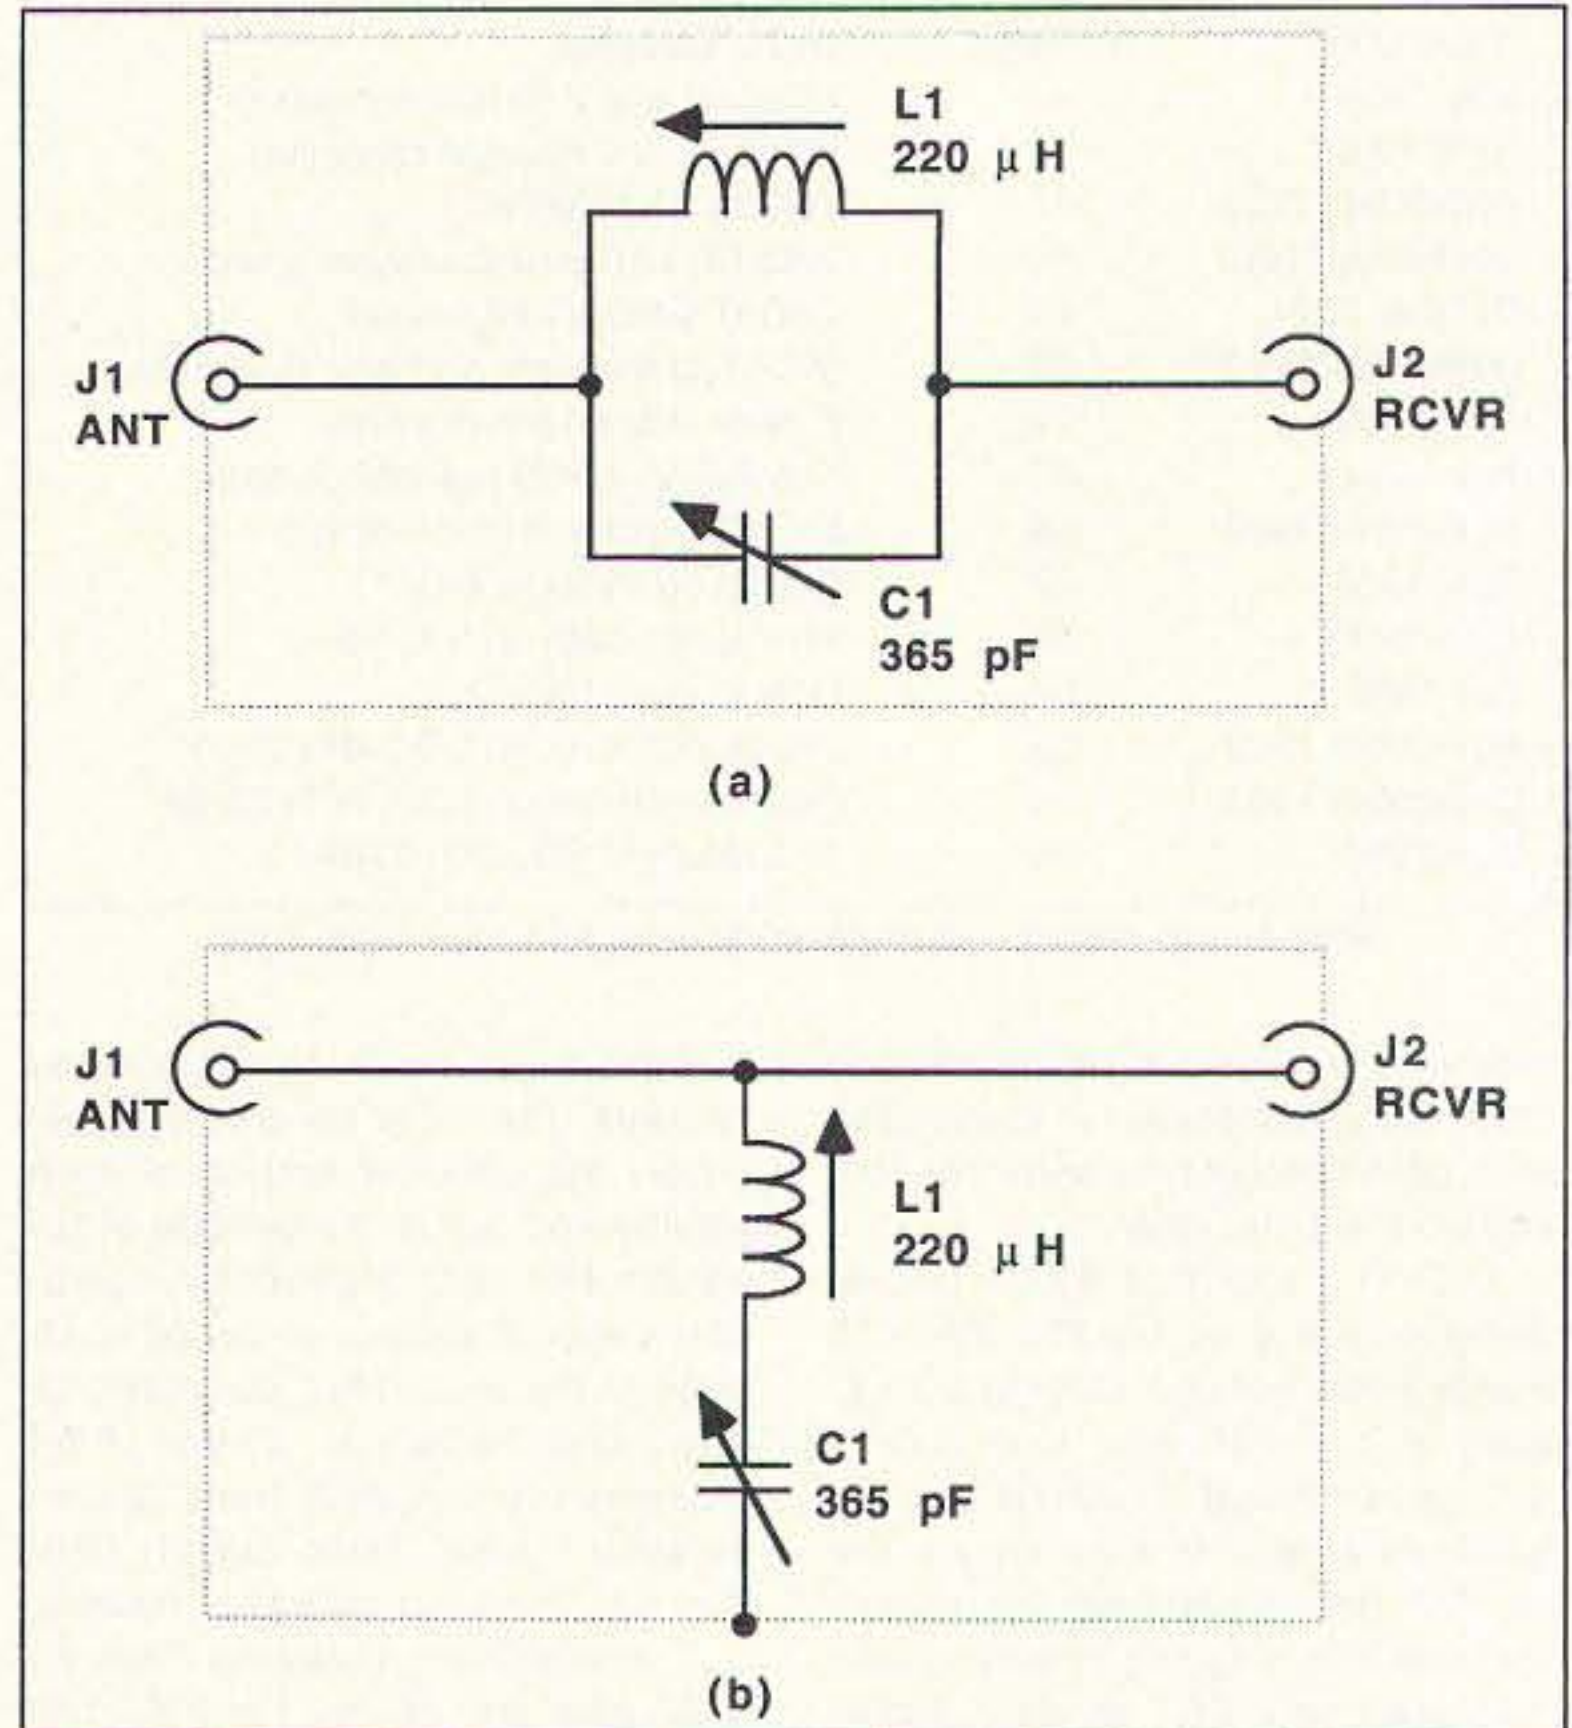 L1
220 μ H
J1
ANT
J2
RCVR
C1
365 pF
(a)
J1
ANT
J2
RCVR
L1
220 μ H
C1
365 pF
(b)